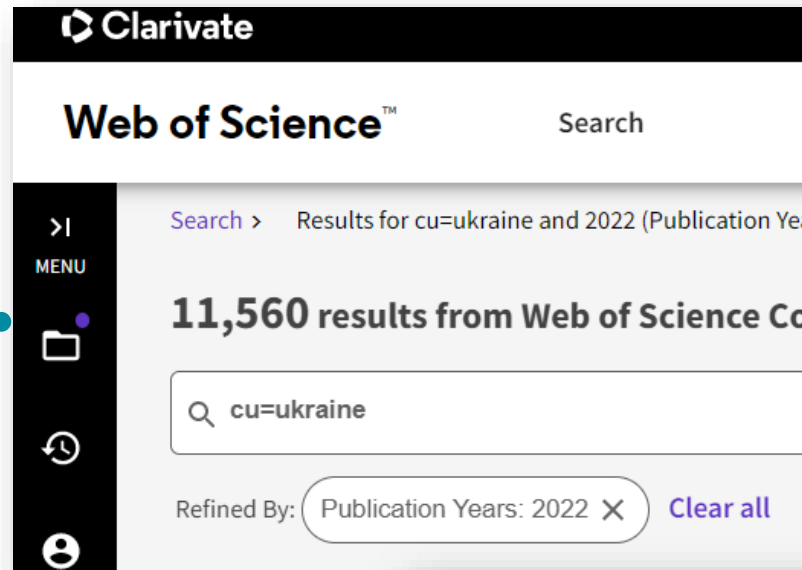 Clarivate
Web of Science™
Search
>I
MENU
Search > Results for cu=ukraine and 2022 (Publication Yea
11,560 results from Web of Science Co
cu=ukraine
Refined By: Publication Years: 2022 × Clear all